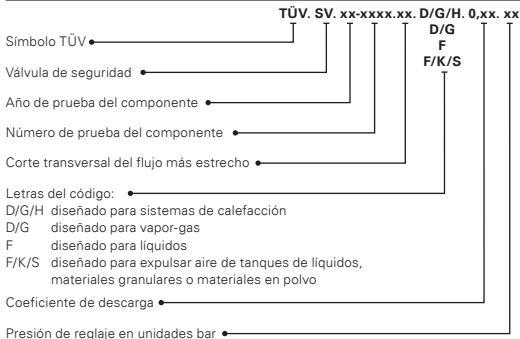 TÜV. SV. xx-xxxx.xx. D/G/H. 0,xx. xx
D/G
F
F/K/S
Símbolo TÜV
Válvula de seguridad
Año de prueba del componente
Número de prueba del componente
Corte transversal del flujo más estrecho
Letras del código:
D/G/H diseñado para sistemas de calefacción
D/G diseñado para vapor-gas
F diseñado para líquidos
F/K/S diseñado para expulsar aire de tanques de líquidos,
materiales granulares o materiales en polvo
Coeficiente de descarga
Presión de reglaje en unidades bar